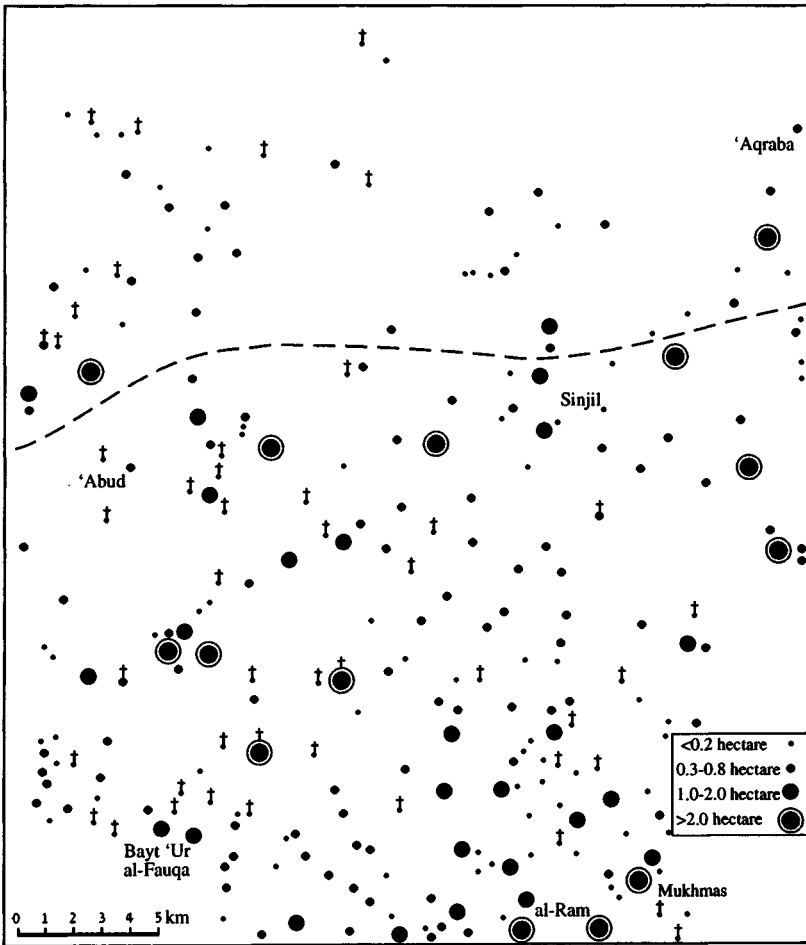 ‘Aqraba
Sinjil
‘Abud
<0.2 hectare
0.3-0.8 hectare
1.0-2.0 hectare
>2.0 hectare
Bayt ‘Ur
al-Fauqa
Mukhmas
al-Ram
0 1 2 3 4 5 km